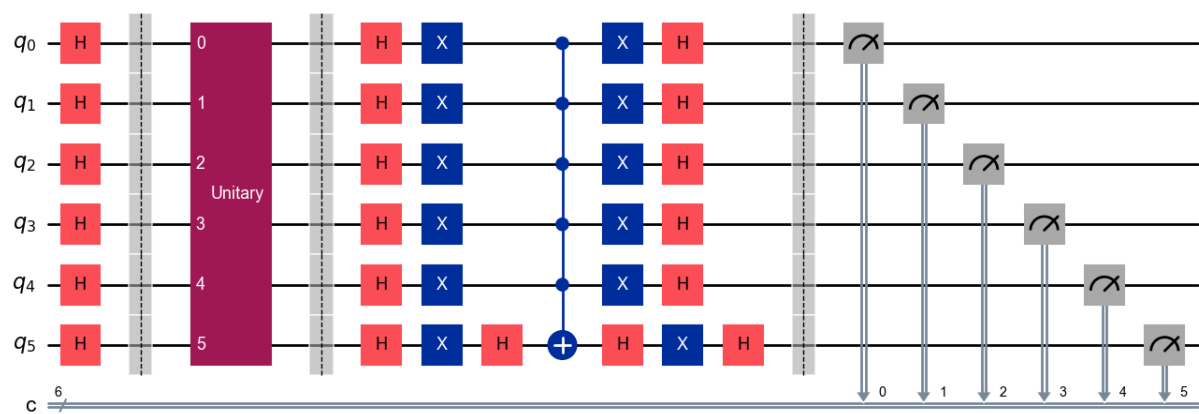 q0 H 0 H X X H
q1 H 1 H X X H
q2 H 2 H X X H
Unitary
q3 H 3 H X X H
q4 H 4 H X X H
q5 H 5 H X H H X H
c 6 0 1 2 3 4 5